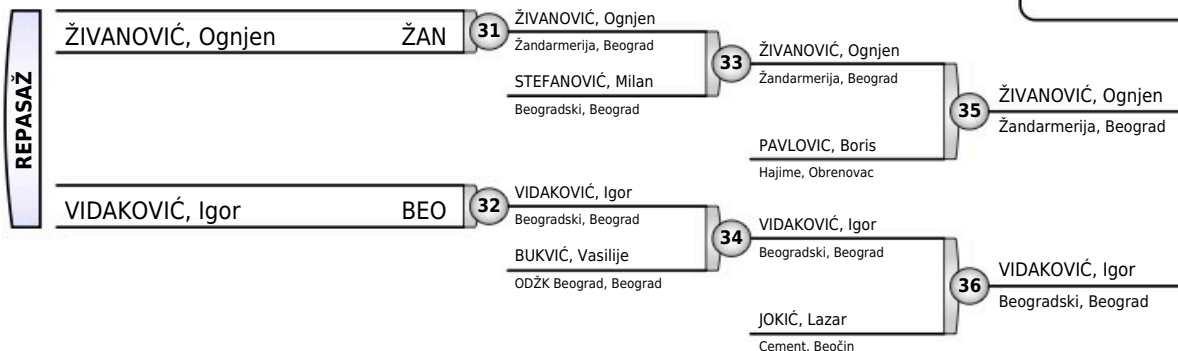 REPASAŽ
ŽIVANOVIĆ, Ognjen ŽAN
31
ŽIVANOVIĆ, Ognjen
Žandarmerija, Beograd
STEFANOVIĆ, Milan
Beogradski, Beograd
33
ŽIVANOVIĆ, Ognjen
Žandarmerija, Beograd
PAVLOVIC, Boris
Hajime, Obrenovac
35
ŽIVANOVIĆ, Ognjen
Žandarmerija, Beograd
VIDAKOVIĆ, Igor BEO
32
VIDAKOVIĆ, Igor
Beogradski, Beograd
BUKVIĆ, Vasilije
ODŽK Beograd, Beograd
34
VIDAKOVIĆ, Igor
Beogradski, Beograd
JOKIĆ, Lazar
Cement, Beočin
36
VIDAKOVIĆ, Igor
Beogradski, Beograd